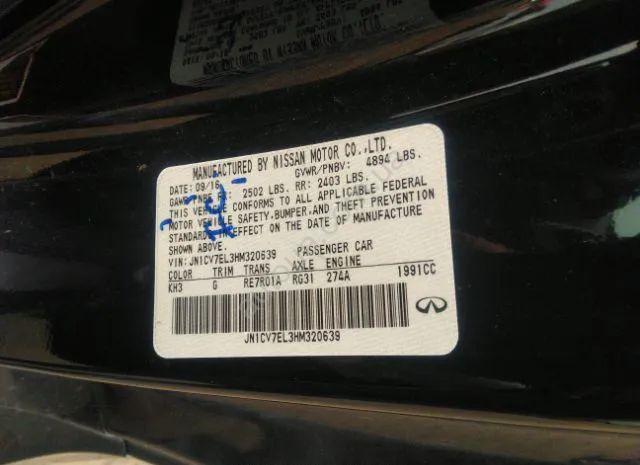 MANUFACTURED BY NISSAN MOTOR CO.,LTD.
DATE: 09/16 GVWR/PNBV: 4894 LBS.
GAWR/PNBE 2502 LBS. RR: 2403 LBS.
THIS VEHICLE CONFORMS TO ALL APPLICABLE FEDERAL
MOTOR VEHICLE SAFETY, BUMPER, AND THEFT PREVENTION
STANDARDS IN EFFECT ON THE DATE OF MANUFACTURE
SHOWN ABOVE.
VIN: JN1CV7EL3HM320639 PASSENGER CAR
COLOR TRIM TRANS AXLE ENGINE
KH3 G RE7R01A RG31 274A 1991CC
JN1CV7EL3HM320639